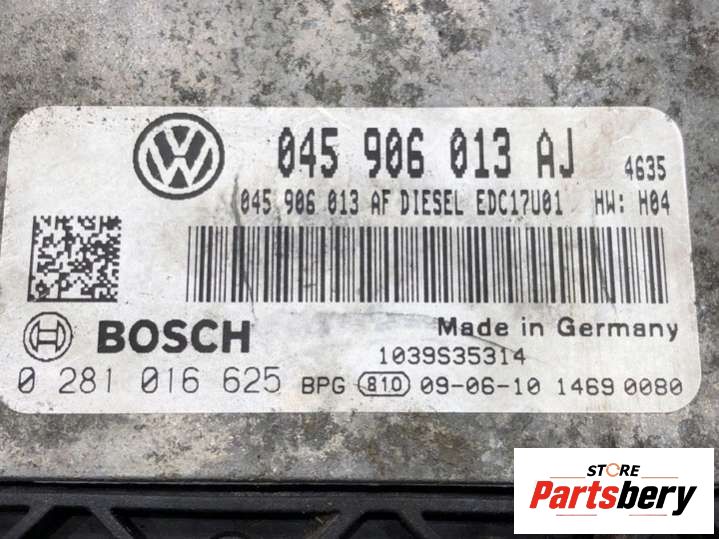 045 906 013 AJ 4635
045 906 013 AF DIESEL EDC17U01 HW: H04
BOSCH Made in Germany
1039S35314
0 281 016 625 BPG 810 09-06-10 1469 0080
STORE
Partsbery